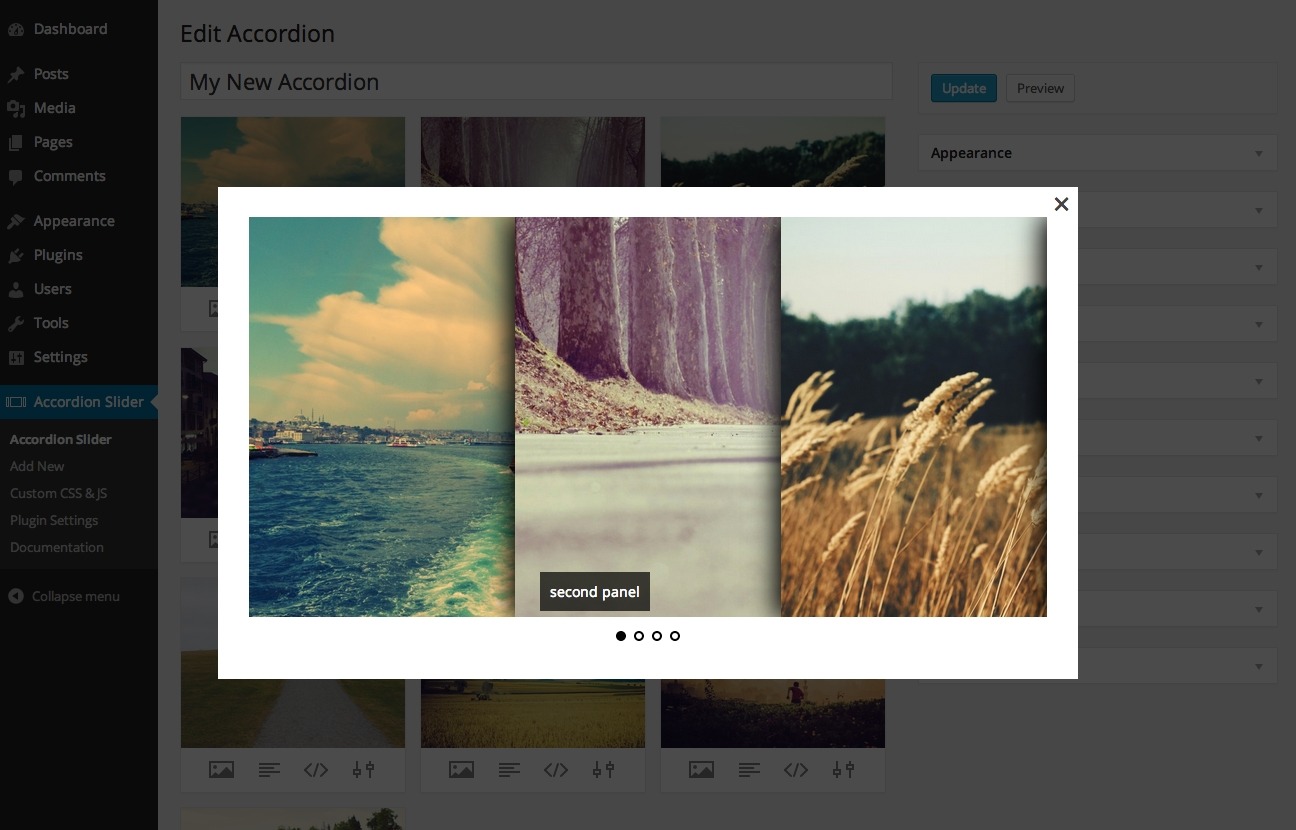 Dashboard
Posts
Media
Pages
Comments
Appearance
Plugins
Users
Tools
Settings
Accordion Slider
Accordion Slider
Add New
Custom CSS & JS
Plugin Settings
Documentation
Collapse menu
Edit Accordion
My New Accordion
Update
Preview
Appearance
second panel